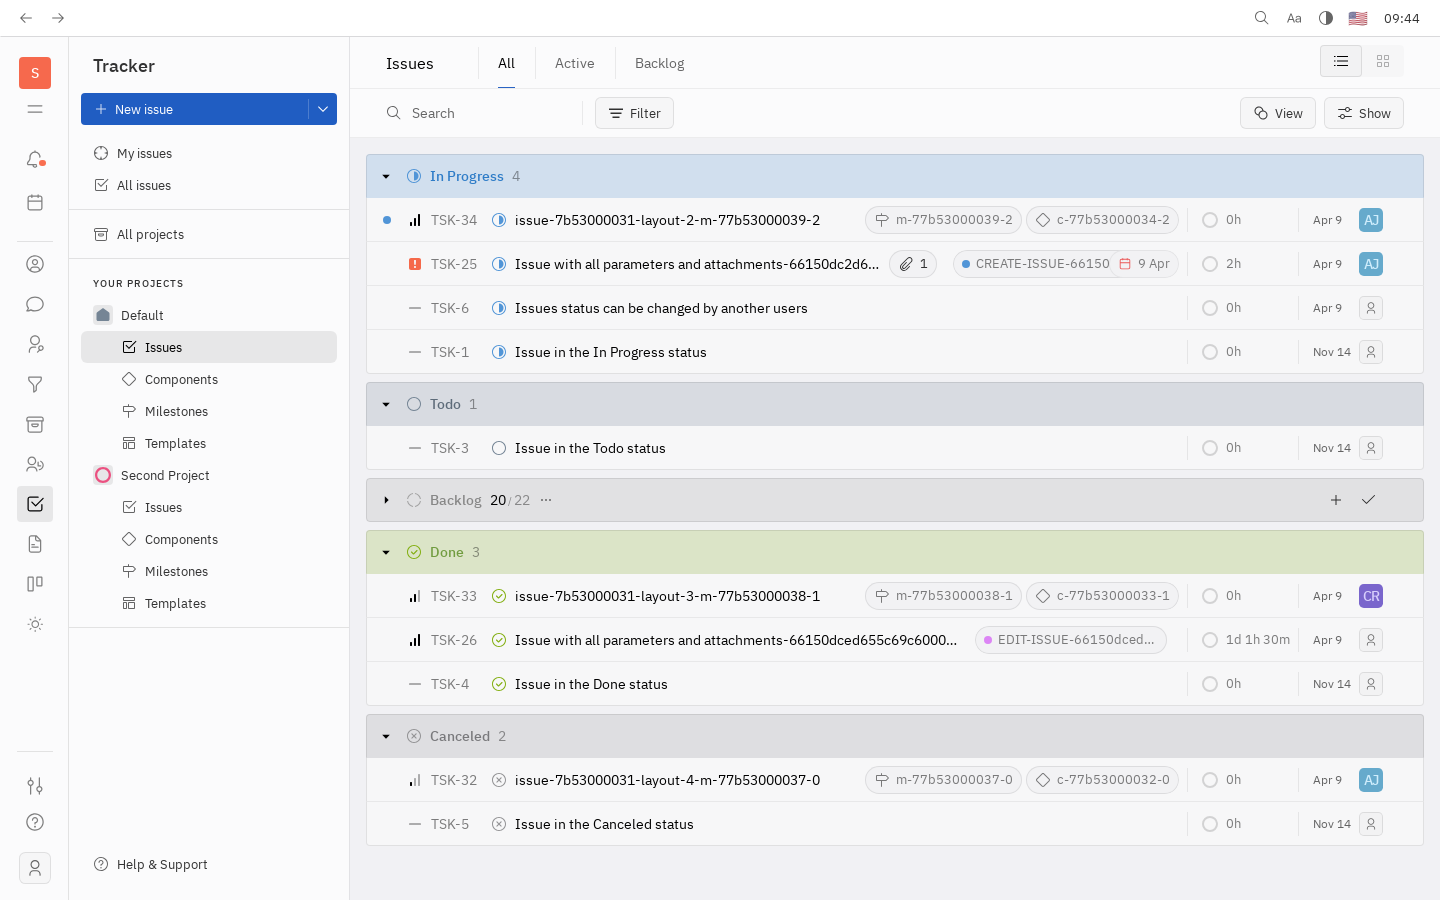 Aa 09:44
S
Tracker
New issue
My issues
All issues
All projects
YOUR PROJECTS
Default
Issues
Components
Milestones
Templates
Second Project
Issues
Components
Milestones
Templates
Help & Support
Issues All Active Backlog
Search Filter View Show
In Progress 4
TSK-34 issue-7b53000031-layout-2-m-77b53000039-2 m-77b53000039-2 c-77b53000034-2 0h Apr 9 AJ
TSK-25 Issue with all parameters and attachments-66150dc2d6... 1 CREATE-ISSUE-66150 9 Apr 2h Apr 9 AJ
TSK-6 Issues status can be changed by another users 0h Apr 9
TSK-1 Issue in the In Progress status 0h Nov 14
Todo 1
TSK-3 Issue in the Todo status 0h Nov 14
Backlog 20/22 ...
Done 3
TSK-33 issue-7b53000031-layout-3-m-77b53000038-1 m-77b53000038-1 c-77b53000033-1 0h Apr 9 CR
TSK-26 Issue with all parameters and attachments-66150dced655c69c6000... EDIT-ISSUE-66150dced... 1d 1h 30m Apr 9
TSK-4 Issue in the Done status 0h Nov 14
Canceled 2
TSK-32 issue-7b53000031-layout-4-m-77b53000037-0 m-77b53000037-0 c-77b53000032-0 0h Apr 9 AJ
TSK-5 Issue in the Canceled status 0h Nov 14